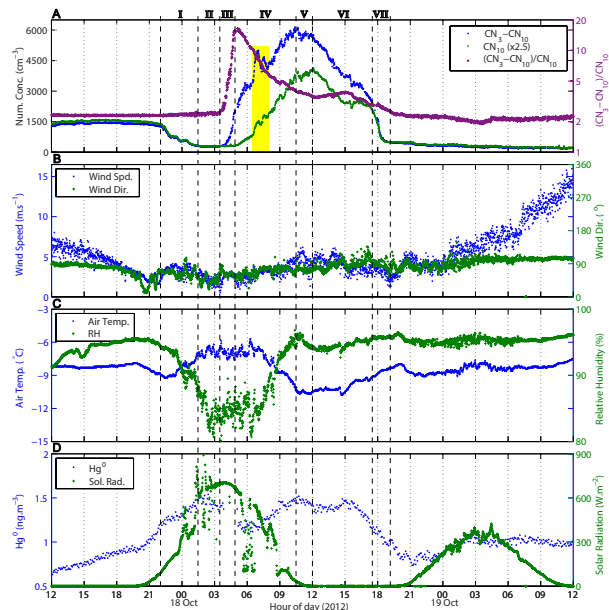 A I II III IV V VI VII
6000
4500
3000
1500
0
Num. Conc. (cm⁻³)
CN₃−CN₁₀
CN₁₀ (x2.5)
(CN₃−CN₁₀)/CN₁₀
20
10
5
3
2
1
(CN₃−CN₁₀)/CN₁₀
B
15
10
5
0
Wind Speed (m.s⁻¹)
Wind Spd.
Wind Dir.
360
270
180
90
0
Wind Dir. (°)
C
−3
−6
−9
−12
−15
Air Temp. (°C)
Air Temp.
RH
100
95
90
85
80
Relative Humidity (%)
D
2
1.5
1
0.5
Hg⁰ (ng.m⁻³)
Hg⁰
Sol. Rad.
900
600
300
0
Solar Radiation (W.m⁻²)
12 15 18 21 00 03 06 09 12 15 18 21 00 03 06 09 12
18 Oct Hour of day (2012) 19 Oct